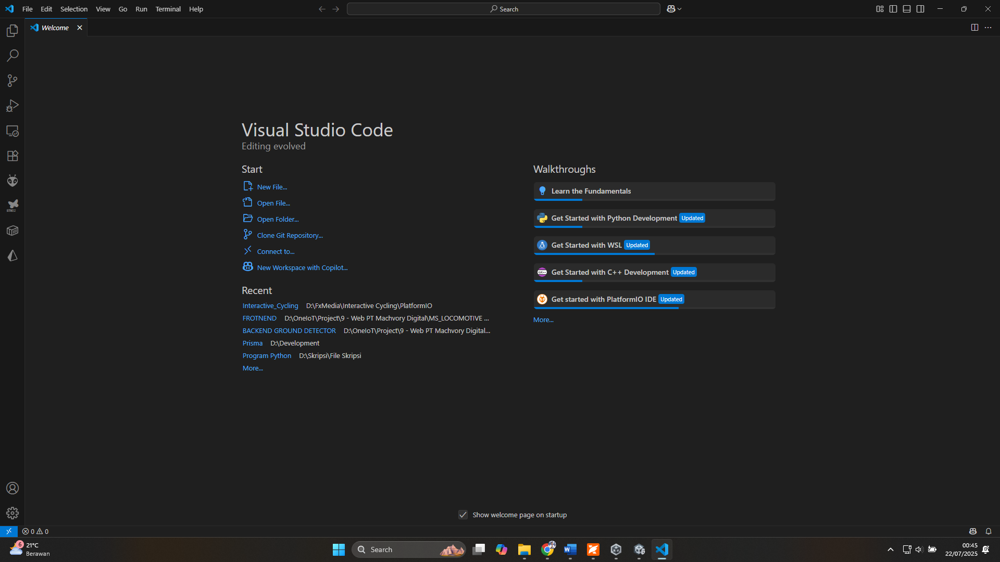 File Edit Selection View Go Run Terminal Help
Search
Welcome
Visual Studio Code
Editing evolved
Start
New File...
Open File...
Open Folder...
Clone Git Repository...
Connect to...
New Workspace with Copilot...
Recent
Interactive_Cycling D:\FxMedia\Interactive Cycling\PlatformIO
FROTNEND D:\OneIoT\Project\9 - Web PT Machvory Digital\MS_LOCOMOTIVE ...
BACKEND GROUND DETECTOR D:\OneIoT\Project\9 - Web PT Machvory Digital...
Prisma D:\Development
Program Python D:\Skripsi\File Skripsi
More...
Walkthroughs
Learn the Fundamentals
Get Started with Python Development Updated
Get Started with WSL Updated
Get Started with C++ Development Updated
Get started with PlatformIO IDE Updated
More...
STM32
C/C++
Show welcome page on startup
0 0
6
21°C
Berawan
Search
00:45
22/07/2025